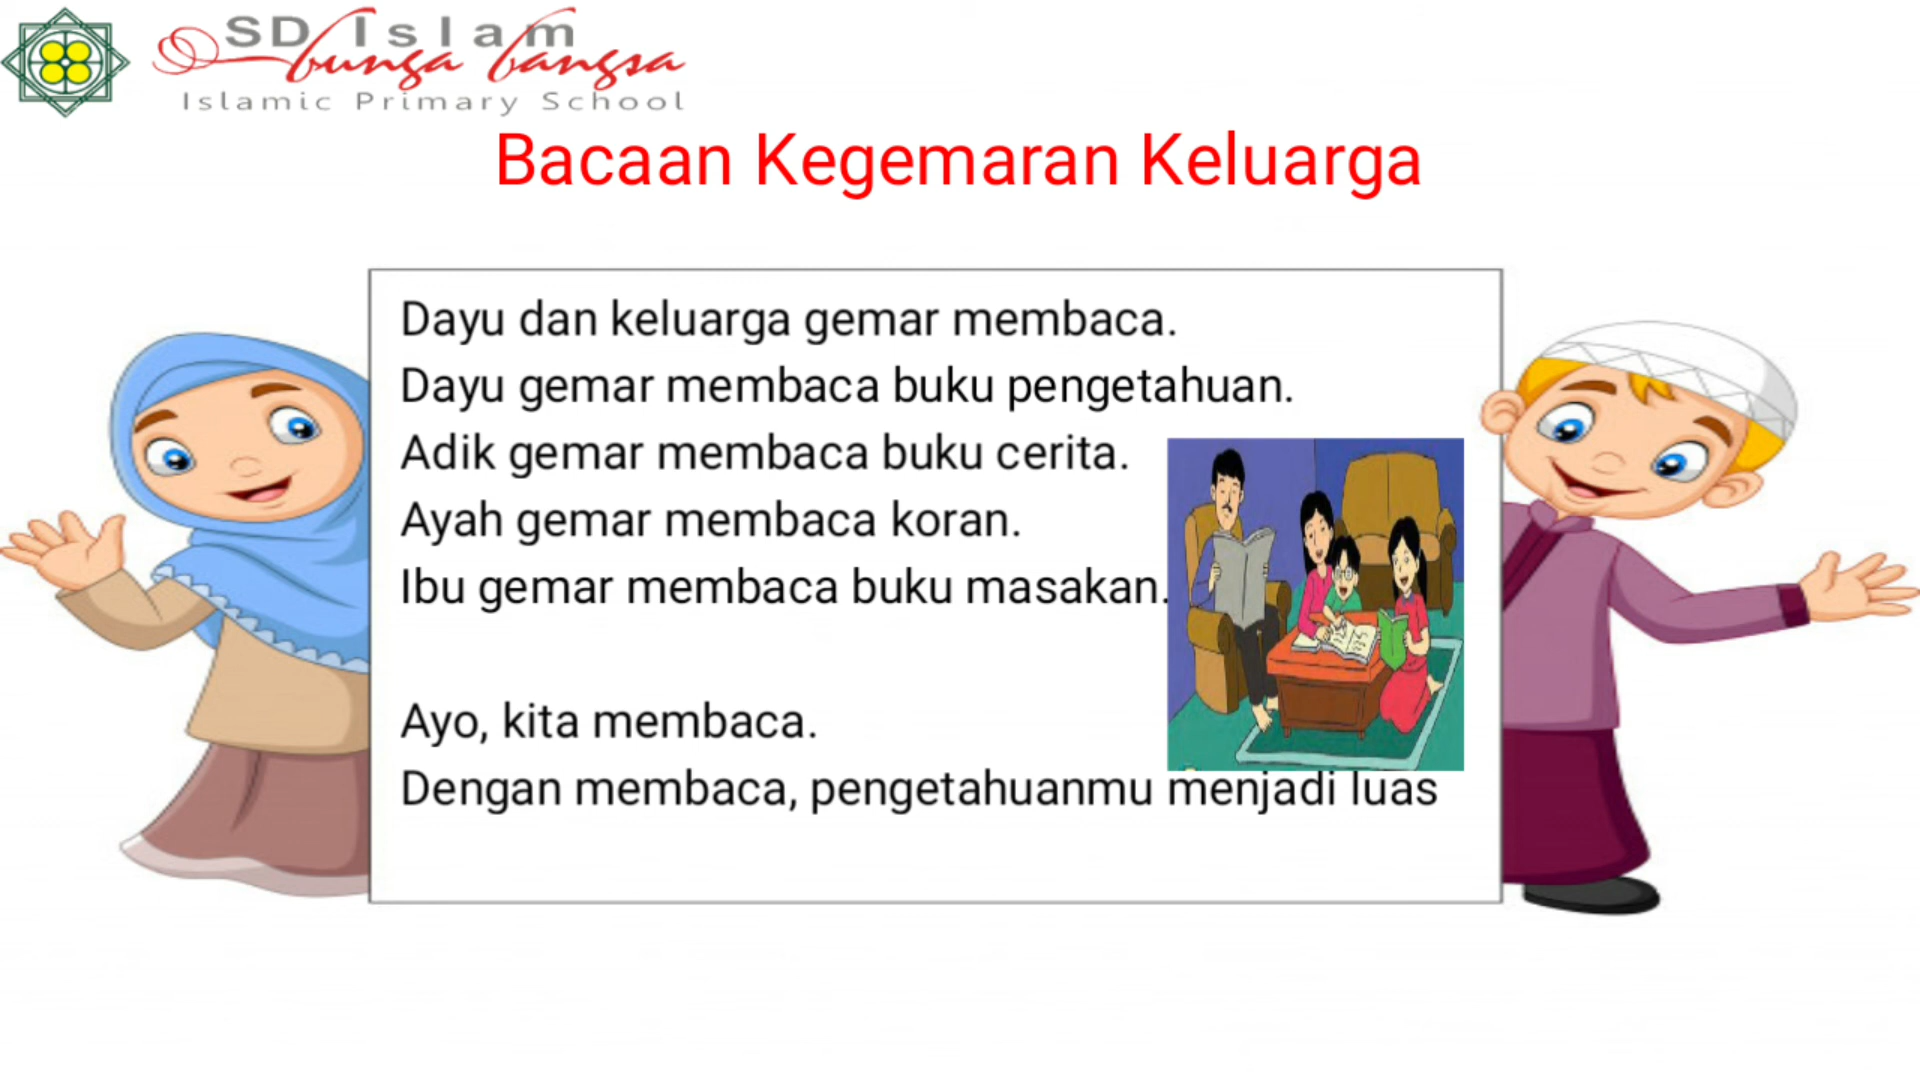 SD Islam
bunga bangsa
Islamic Primary School
Bacaan Kegemaran Keluarga
Dayu dan keluarga gemar membaca.
Dayu gemar membaca buku pengetahuan.
Adik gemar membaca buku cerita.
Ayah gemar membaca koran.
Ibu gemar membaca buku masakan.
Ayo, kita membaca.
Dengan membaca, pengetahuanmu menjadi luas